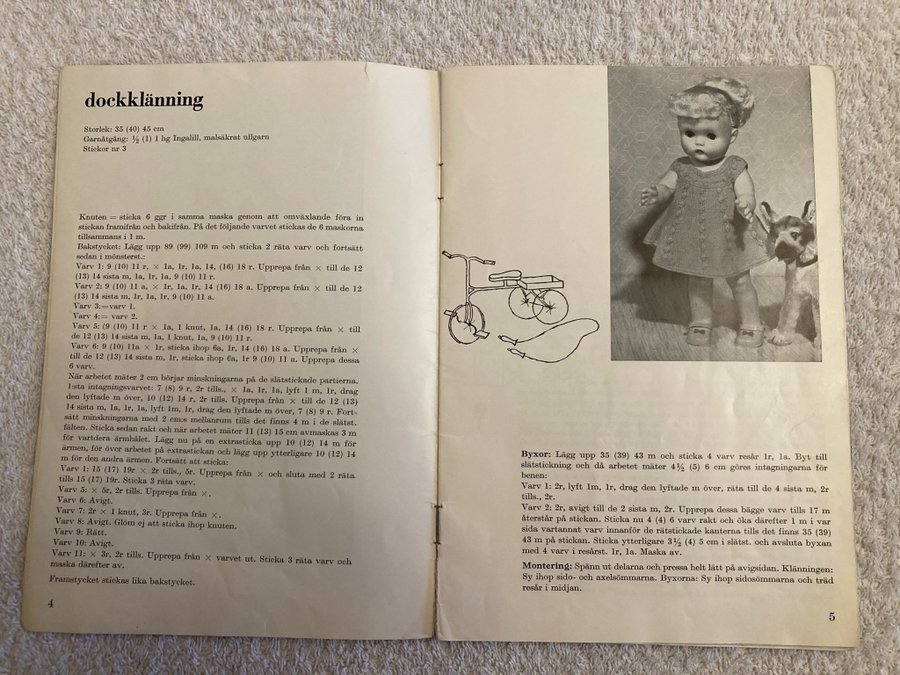 dockklänning
Storlek: 35 (40) 45 cm
Garnåtgång: ½ (1) 1 hg Ingalill, malsäkrat ullgarn
Stickor nr 3
Knuten = sticka 6 ggr i samma maska genom att omväxlande föra in
stickan framifrån och bakifrån. På det följande varvet stickas de 6 maskorna
tillsammans i 1 m.
Bakstycket: Lägg upp 89 (99) 109 m och sticka 2 räta varv och fortsätt
sedan i mönsterst.:
Varv 1: 9 (10) 11 r, × 1a, 1r, 1a, 14, (16) 18 r. Upprepa från × till de 12
(13) 14 sista m, 1a, 1r, 1a, 9 (10) 11 r.
Varv 2: 9 (10) 11 a, × 1r, 1a, 1r, 14 (16) 18 a. Upprepa från × till de 12
(13) 14 sista m, 1r, 1a, 1r, 9 (10) 11 a.
Varv 3:=varv 1.
Varv 4:= varv 2.
Varv 5: (9 (10) 11 r × 1a, 1 knut, 1a, 14 (16) 18 r. Upprepa från × till
de 12 (13) 14 sista m, 1a, 1 knut, 1a, 9 (10) 11 r.
Varv 6: 9 (10) 11a × 1r, sticka ihop 6a, 1r, 14 (16) 18 a. Upprepa från ×
till de 12 (13) 14 sista m, 1r, sticka ihop 6a, 1r 9 (10) 11 a. Upprepa dessa
6 varv.
När arbetet mäter 2 cm börjar minskningarna på de slätstickade partierna.
1:sta intagningsvarvet: 7 (8) 9 r, 2r tills., × 1a, 1r, 1a, lyft 1 m, 1r, drag
den lyftade m över, 10 (12) 14 r, 2r tills. Upprepa från × till de 12 (13)
14 sista m, 1a, 1r, 1a, lyft 1m, 1r, drag den lyftade m över, 7 (8) 9 r. Fort-
sätt minskningarna med 2 cm:s mellanrum tills det finns 4 m i de slätst.
fälten. Sticka sedan rakt och när arbetet mäter 11 (13) 15 cm avmaskas 3 m
för vartdera ärmhålet. Lägg nu på en extrasticka upp 10 (12) 14 m för
ärmen, för över arbetet på extrastickan och lägg upp ytterligare 10 (12) 14
m för den andra ärmen. Fortsätt att sticka:
Varv 1: 15 (17) 19r × 2r tills., 5r. Upprepa från × och sluta med 2 räta
tills 15 (17) 19r. Sticka 3 räta varv.
Varv 5: × 5r, 2r tills. Upprepa från ×.
Varv 6: Avigt.
Varv 7: 2r × 1 knut, 3r. Upprepa från ×.
Varv 8: Avigt. Glöm ej att sticka ihop knuten.
Varv 9: Rätt.
Varv 10: Avigt.
Varv 11: × 3r, 2r tills. Upprepa från × varvet ut. Sticka 3 räta varv och
maska därefter av.
Framstycket stickas lika bakstycket.
4
Byxor: Lägg upp 35 (39) 43 m och sticka 4 varv resår 1r, 1a. Byt till
slätstickning och då arbetet mäter 4½ (5) 6 cm göres intagningarna för
benen:
Varv 1: 2r, lyft 1m, 1r, drag den lyftade m över, räta till de 4 sista m, 2r
tills., 2r.
Varv 2: 2r, avigt till de 2 sista m, 2r. Upprepa dessa bägge varv tills 17 m
återstår på stickan. Sticka nu 4 (4) 6 varv rakt och öka därefter 1 m i var
sida vartannat varv innanför de rätstickade kanterna tills det finns 35 (39)
43 m på stickan. Sticka ytterligare 3½ (4) 5 cm i slätst. och avsluta byxan
med 4 varv i resårst. 1r, 1a. Maska av.
Montering: Spänn ut delarna och pressa helt lätt på avigsidan. Klänningen:
Sy ihop sido- och axelsömmarna. Byxorna: Sy ihop sidosömmarna och träd
resår i midjan.
5